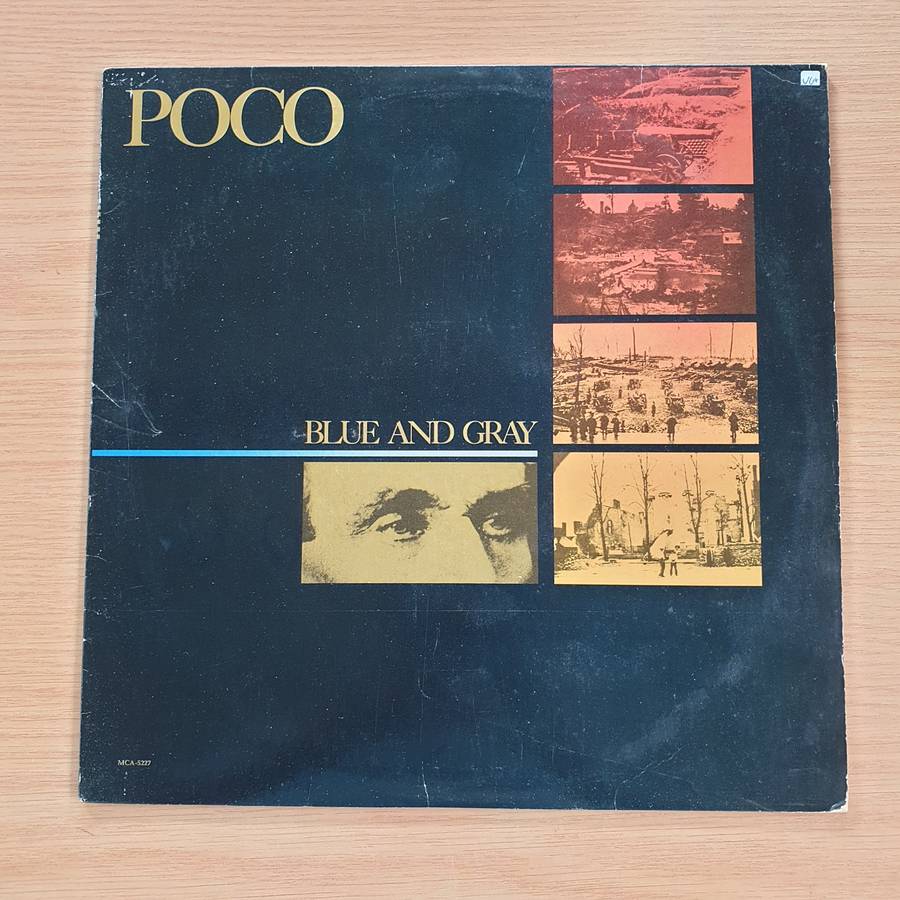 POCO
BLUE AND GRAY
MCA-5227